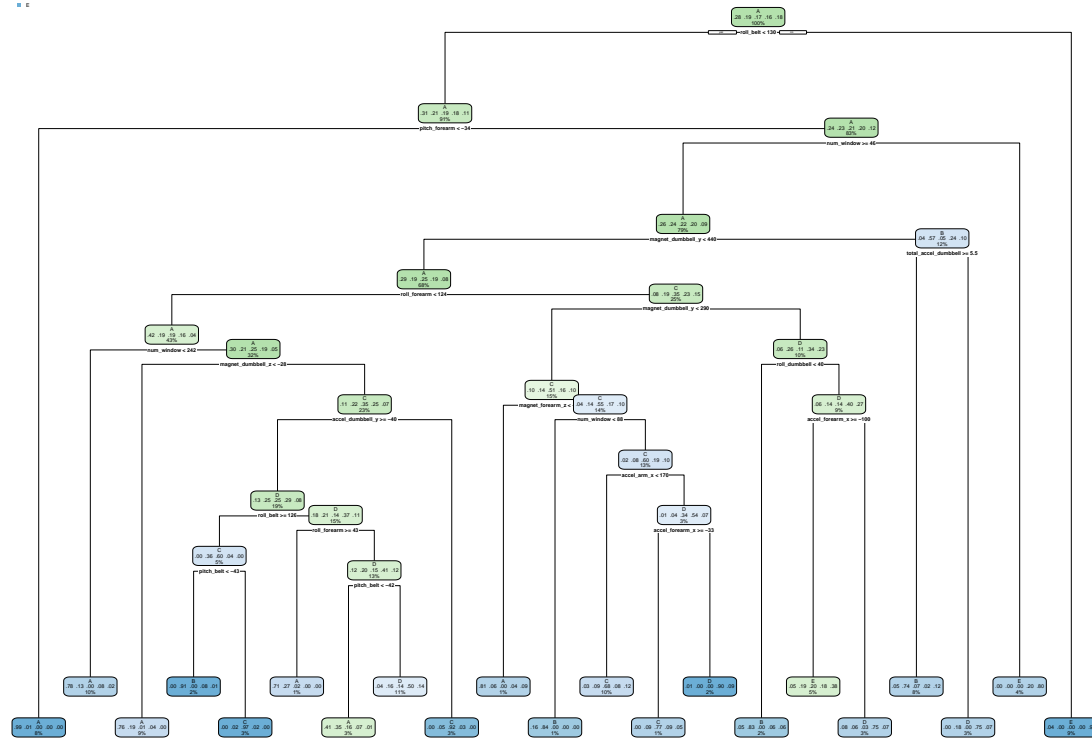 E
A
.28 .19 .17 .16 .18
100%
roll_belt < 130
A
.31 .21 .19 .18 .11
91%
pitch_forearm < −34
A
.24 .23 .21 .20 .12
83%
num_window >= 46
A
.26 .24 .22 .20 .09
79%
magnet_dumbbell_y < 440
B
.04 .57 .05 .24 .10
12%
total_accel_dumbbell >= 5.5
A
.29 .19 .25 .19 .08
68%
roll_forearm < 124
C
.08 .19 .35 .23 .15
25%
magnet_dumbbell_y < 290
A
.42 .19 .19 .16 .04
43%
num_window < 242
A
.30 .21 .25 .19 .05
32%
magnet_dumbbell_z < −28
D
.06 .26 .11 .34 .23
10%
roll_dumbbell < 40
C
.10 .14 .51 .16 .10
15%
magnet_forearm_z <
C
.04 .14 .55 .17 .10
14%
num_window < 88
C
.11 .22 .35 .25 .07
23%
accel_dumbbell_y >= −40
D
.06 .14 .14 .40 .27
9%
accel_forearm_x >= −100
C
.02 .08 .60 .19 .10
13%
accel_arm_x < 170
D
.13 .25 .25 .29 .08
19%
roll_belt >= 126
D
.18 .21 .14 .37 .11
15%
roll_forearm >= 43
D
.01 .04 .34 .54 .07
3%
accel_forearm_x >= −33
C
.00 .36 .60 .04 .00
5%
pitch_belt < −43
D
.12 .20 .15 .41 .12
13%
pitch_belt < −42
A
.78 .13 .00 .08 .02
10%
B
.00 .91 .00 .08 .01
2%
A
.71 .27 .02 .00 .00
1%
D
.04 .16 .14 .50 .14
11%
A
.81 .06 .00 .04 .09
1%
C
.03 .09 .68 .08 .12
10%
D
.01 .00 .00 .90 .09
2%
E
.05 .19 .20 .18 .38
5%
B
.05 .74 .07 .02 .12
8%
E
.00 .00 .00 .20 .80
4%
A
.99 .01 .00 .00 .00
8%
A
.76 .19 .01 .04 .00
9%
C
.00 .02 .97 .02 .00
3%
A
.41 .35 .16 .07 .01
3%
C
.00 .05 .92 .03 .00
3%
B
.16 .84 .00 .00 .00
1%
C
.00 .09 .77 .09 .05
1%
B
.05 .83 .00 .06 .06
2%
D
.08 .06 .03 .75 .07
3%
D
.00 .18 .00 .75 .07
3%
E
.04 .00 .00 .00
9%